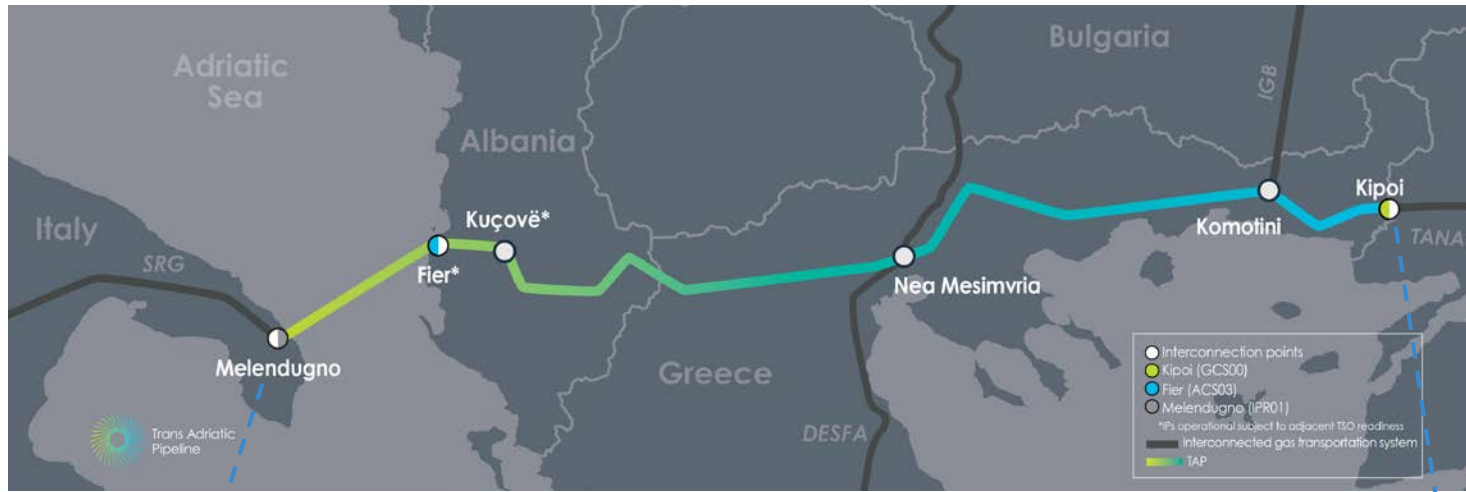 Adriatic
Sea
Bulgaria
IGB
Albania
Kipoi
Kuçovë*
Komotini
Italy
SRG
Fier*
TANA
Nea Mesimvria
Melendugno
Greece
DESFA
Interconnection points
Kipoi (GCS00)
Fier (ACS03)
Melendugno (IPR01)
*IPs operational subject to adjacent TSO readiness
Interconnected gas transportation system
TAP
Trans Adriatic
Pipeline